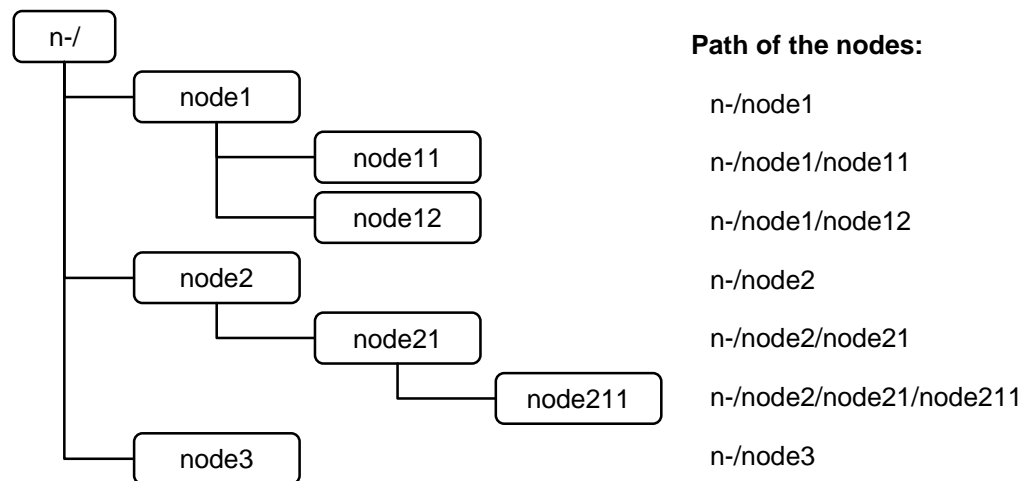 n-/
Path of the nodes:
node1
n-/node1
node11
n-/node1/node11
node12
n-/node1/node12
node2
n-/node2
node21
n-/node2/node21
node211
n-/node2/node21/node211
node3
n-/node3